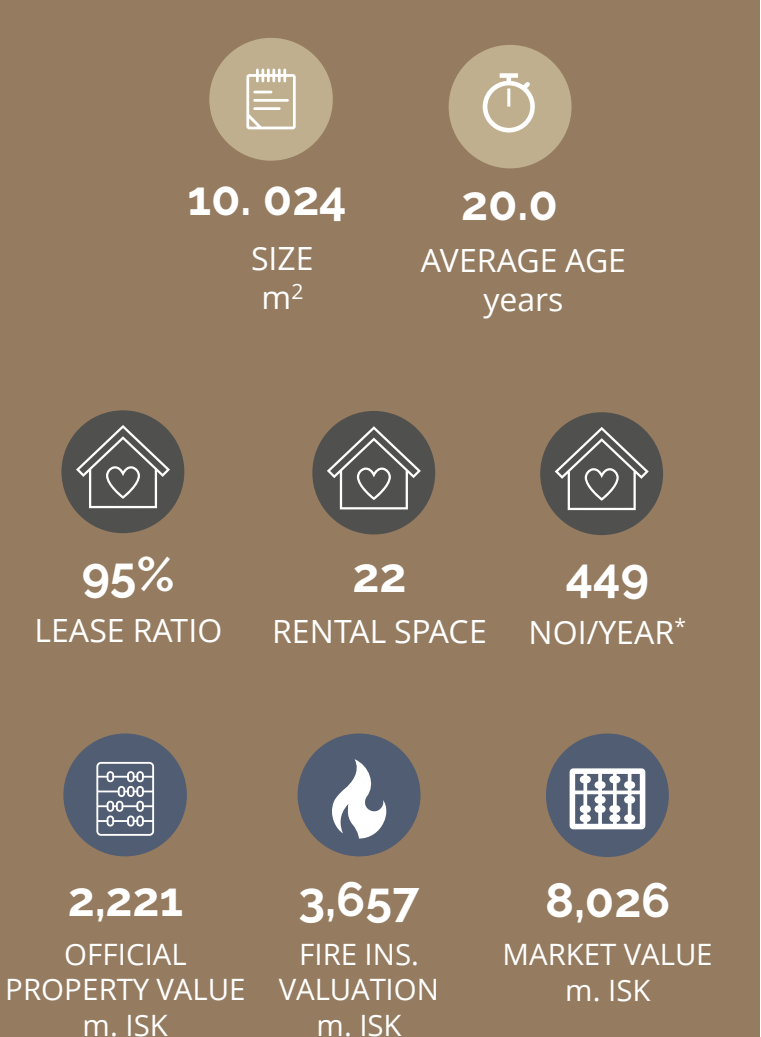 10. 024
SIZE
m²
20.0
AVERAGE AGE
years
95%
LEASE RATIO
22
RENTAL SPACE
449
NOI/YEAR*
2,221
OFFICIAL
PROPERTY VALUE
m. ISK
3,657
FIRE INS.
VALUATION
m. ISK
8,026
MARKET VALUE
m. ISK